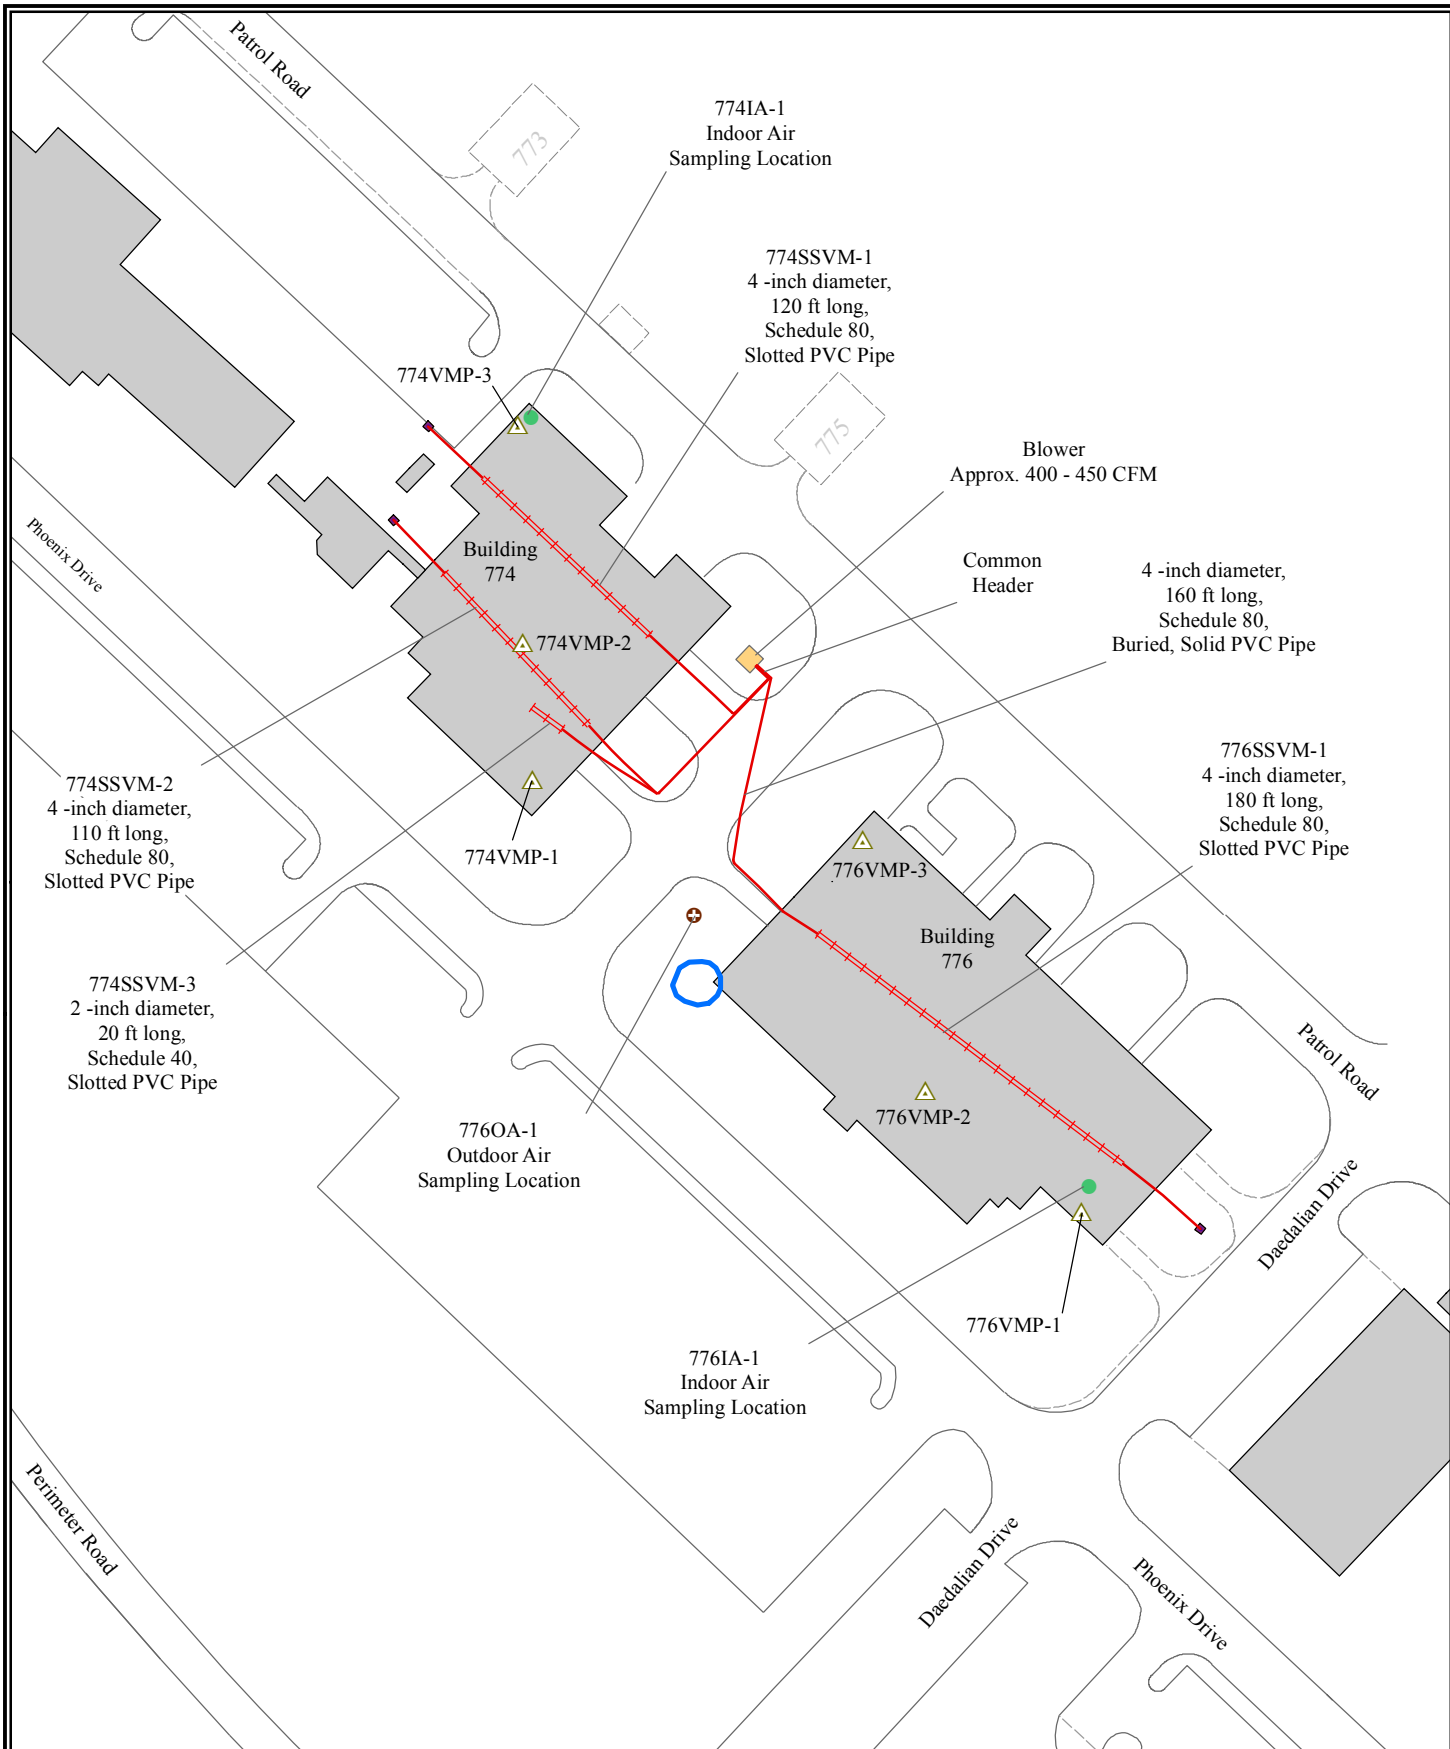 Patrol Road
773
774IA-1
Indoor Air
Sampling Location
774SSVM-1
4 -inch diameter,
120 ft long,
Schedule 80,
Slotted PVC Pipe
774VMP-3
775
Blower
Approx. 400 - 450 CFM
Phoenix Drive
Building
774
Common
Header
4 -inch diameter,
160 ft long,
Schedule 80,
Buried, Solid PVC Pipe
774VMP-2
774SSVM-2
4 -inch diameter,
110 ft long,
Schedule 80,
Slotted PVC Pipe
776SSVM-1
4 -inch diameter,
180 ft long,
Schedule 80,
Slotted PVC Pipe
774VMP-1
776VMP-3
Building
776
774SSVM-3
2 -inch diameter,
20 ft long,
Schedule 40,
Slotted PVC Pipe
Patrol Road
776VMP-2
776OA-1
Outdoor Air
Sampling Location
Daedalian Drive
776VMP-1
776IA-1
Indoor Air
Sampling Location
Perimeter Road
Daedalian Drive
Phoenix Drive